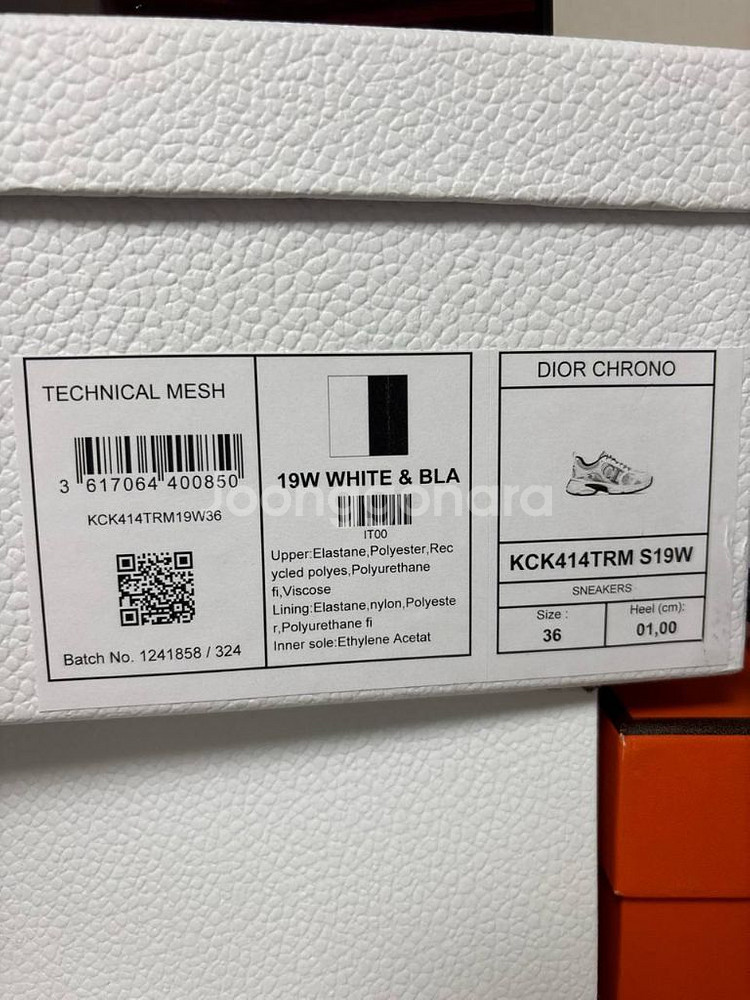 TECHNICAL MESH
3 617064 400850
KCK414TRM19W36
Batch No. 1241858 / 324
19W WHITE & BLA
IT00
Upper:Elastane,Polyester,Rec
ycled polyes,Polyurethane
fi,Viscose
Lining:Elastane,nylon,Polyeste
r,Polyurethane fi
Inner sole:Ethylene Acetat
DIOR CHRONO
KCK414TRM S19W
SNEAKERS
Size :
36
Heel (cm):
01,00
Joonggonara